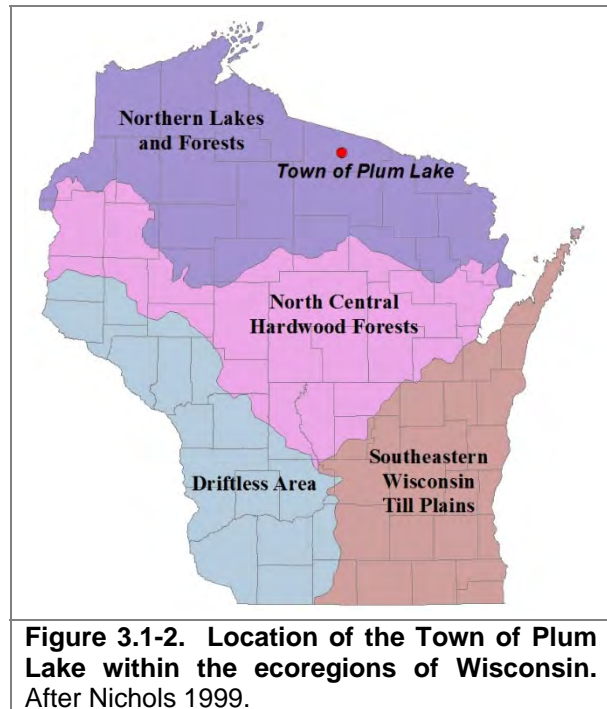 Northern Lakes
and Forests
Town of Plum Lake
North Central
Hardwood Forests
Southeastern
Wisconsin
Till Plains
Driftless Area
Figure 3.1-2. Location of the Town of Plum
Lake within the ecoregions of Wisconsin.
After Nichols 1999.